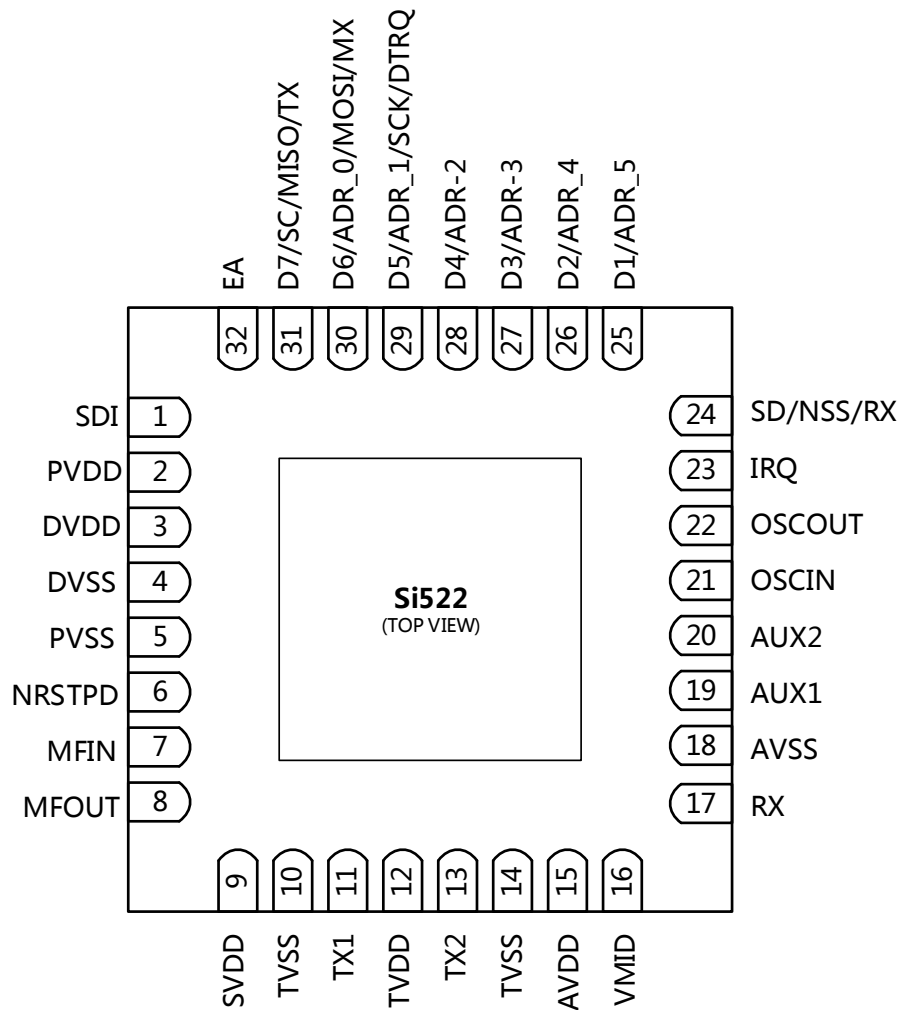 EA
D7/SC/MISO/TX
D6/ADR_0/MOSI/MX
D5/ADR_1/SCK/DTRQ
D4/ADR-2
D3/ADR-3
D2/ADR_4
D1/ADR_5
32
31
30
29
28
27
26
25
SDI 1
PVDD 2
DVDD 3
DVSS 4
PVSS 5
NRSTPD 6
MFIN 7
MFOUT 8
Si522
(TOP VIEW)
24 SD/NSS/RX
23 IRQ
22 OSCOUT
21 OSCIN
20 AUX2
19 AUX1
18 AVSS
17 RX
9
10
11
12
13
14
15
16
SVDD
TVSS
TX1
TVDD
TX2
TVSS
AVDD
VMID